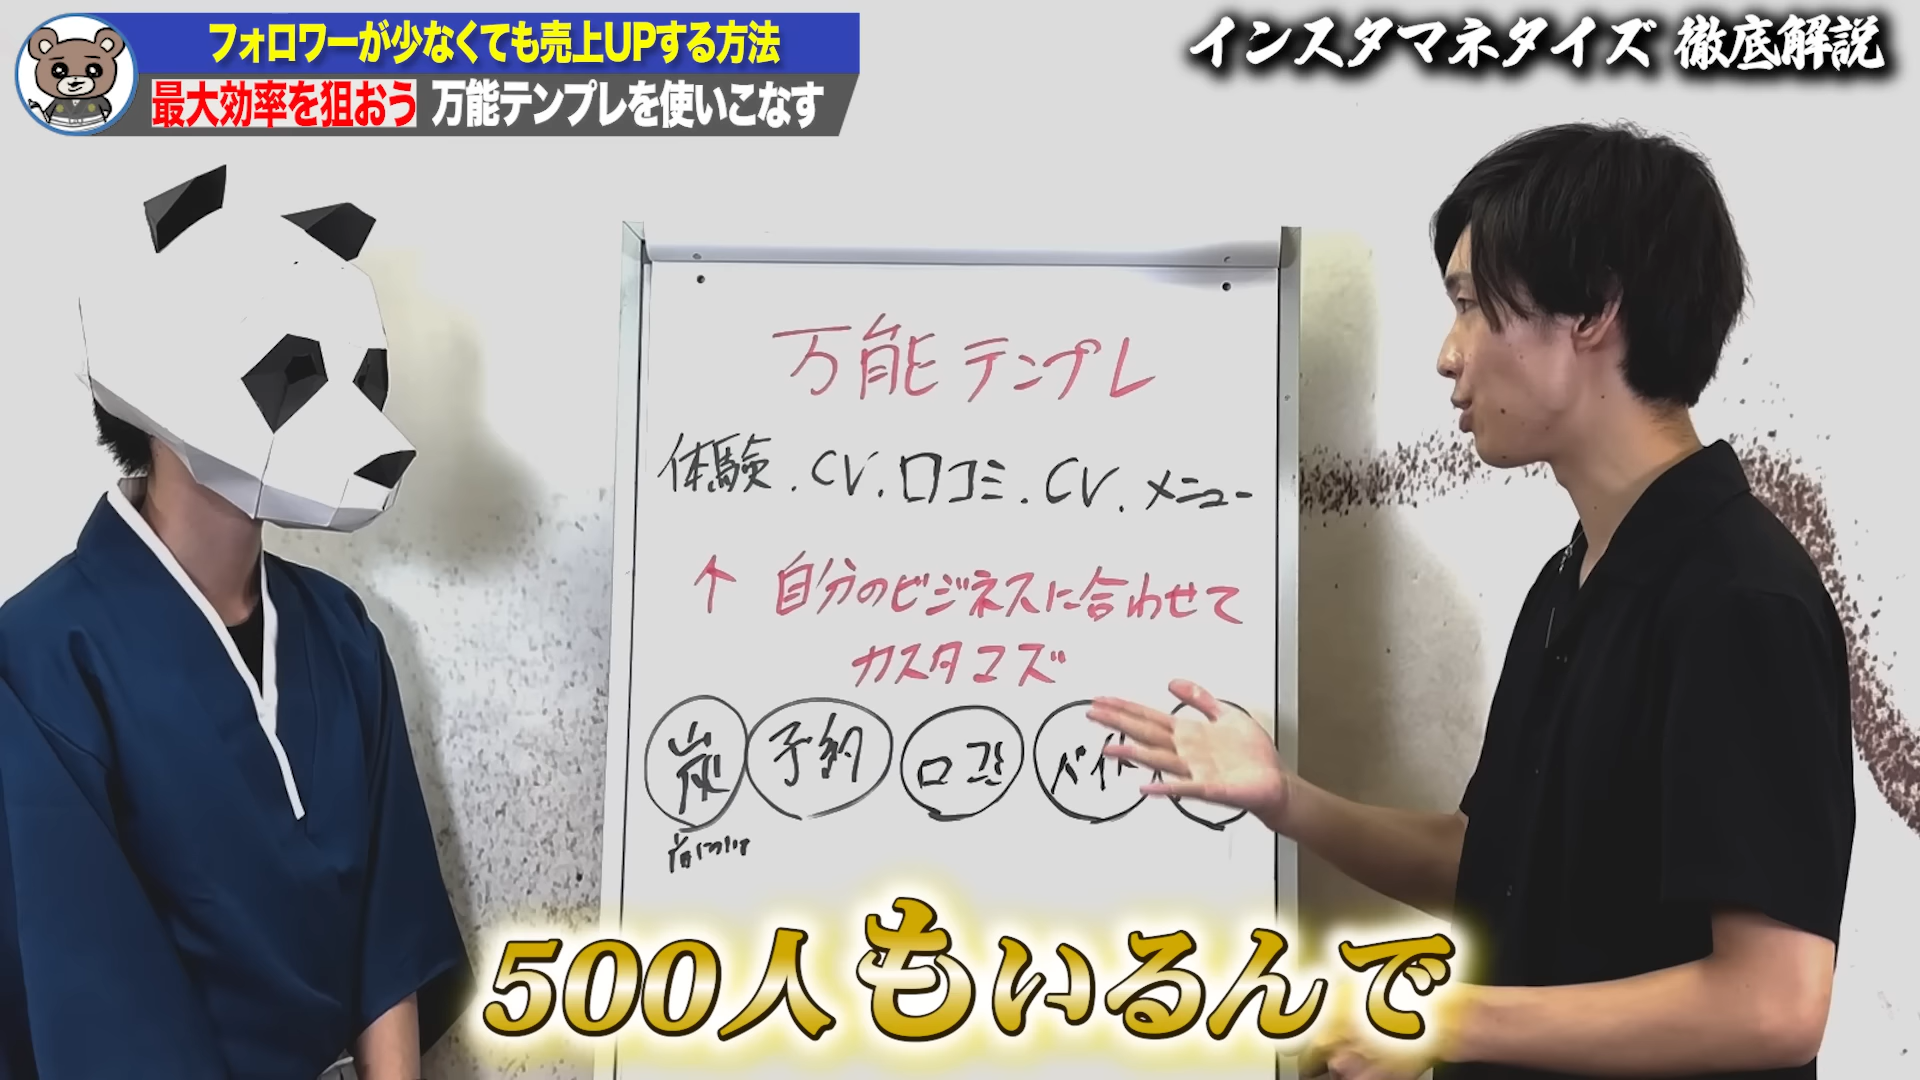 フォロワーが少なくても売上UPする方法
最大効率を狙おう 万能テンプレを使いこなす
インスタマネタイズ 徹底解説
万能テンプレ
体験.CV.口コミ.CV.メニュー
↑ 自分のビジネスに合わせて
カスタマズ
炭 予約 口コミ バイト
500人もいるんで